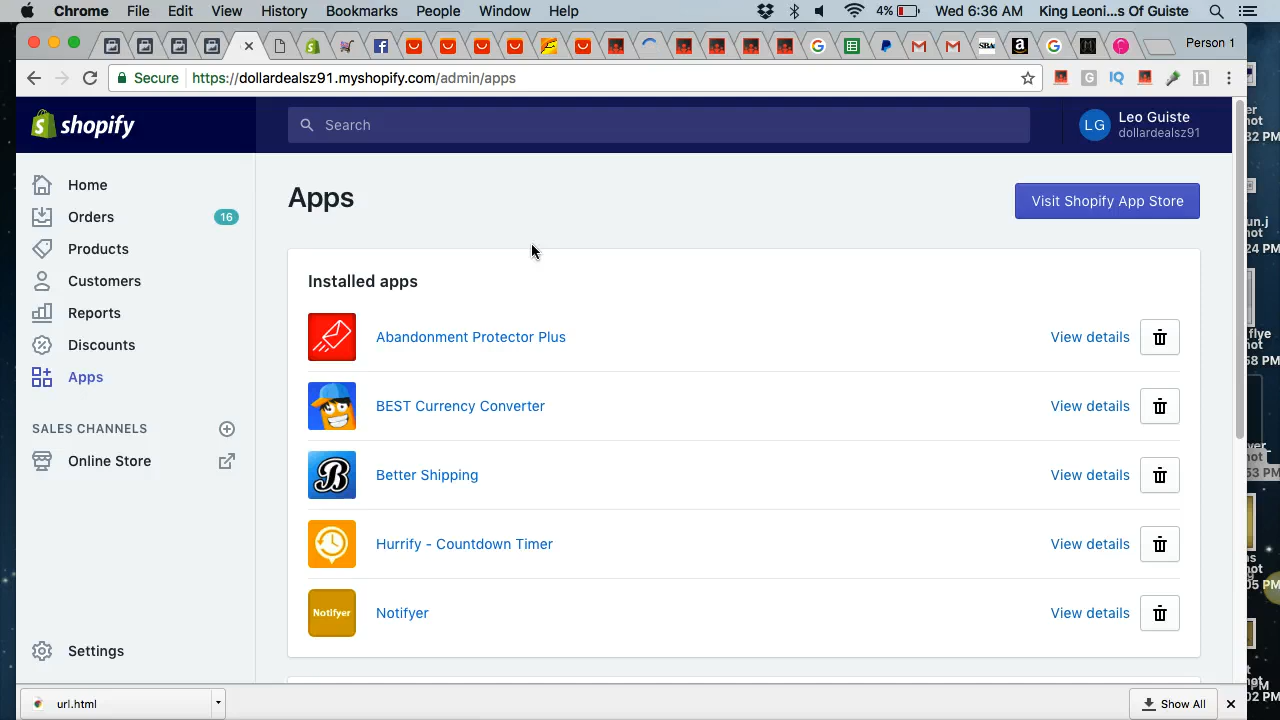 Chrome File Edit View History Bookmarks People Window Help 4% Wed 6:36 AM King Leoni...s Of Guiste
Person 1
Secure https://dollardealsz91.myshopify.com/admin/apps
shopify
Search
LG
Leo Guiste
dollardealsz91
Home
Orders 16
Products
Customers
Reports
Discounts
Apps
SALES CHANNELS
Online Store
Settings
Apps
Visit Shopify App Store
Installed apps
Abandonment Protector Plus View details
BEST Currency Converter View details
B Better Shipping View details
Hurrify - Countdown Timer View details
Notifyer Notifyer View details
url.html
Show All